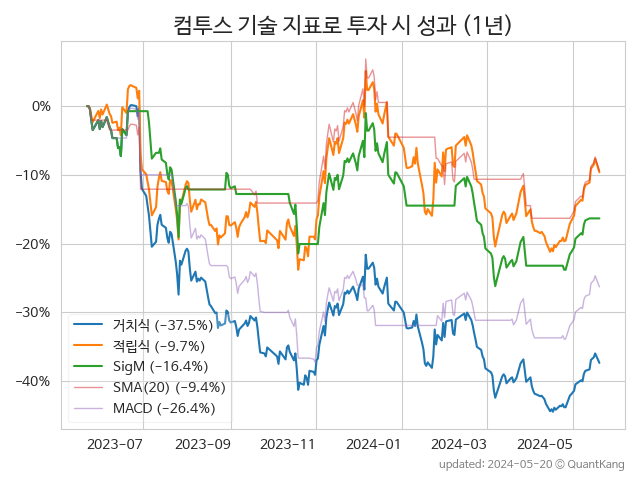 컴투스 기술 지표로 투자 시 성과 (1년)
0%
−10%
−20%
−30%
−40%
거치식 (−37.5%)
적립식 (−9.7%)
SigM (−16.4%)
SMA(20) (−9.4%)
MACD (−26.4%)
2023−07 2023−09 2023−11 2024−01 2024−03 2024−05
updated: 2024-05-20 © QuantKang